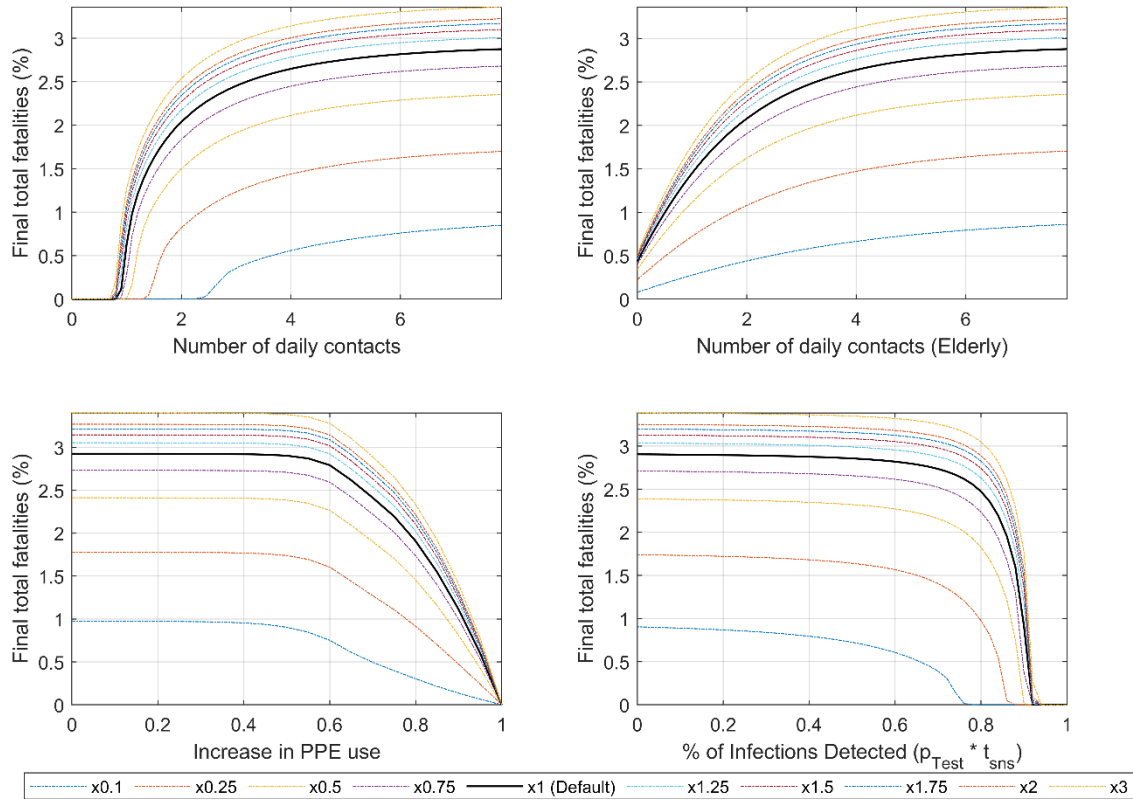 Final total fatalities (%)
3
2.5
2
1.5
1
0.5
0
0 2 4 6
Number of daily contacts
Final total fatalities (%)
3
2.5
2
1.5
1
0.5
0
0 2 4 6
Number of daily contacts (Elderly)
Final total fatalities (%)
3
2.5
2
1.5
1
0.5
0
0 0.2 0.4 0.6 0.8 1
Increase in PPE use
Final total fatalities (%)
3
2.5
2
1.5
1
0.5
0
0 0.2 0.4 0.6 0.8 1
% of Infections Detected (pTest * tsns)
x0.1 x0.25 x0.5 x0.75 x1 (Default) x1.25 x1.5 x1.75 x2 x3